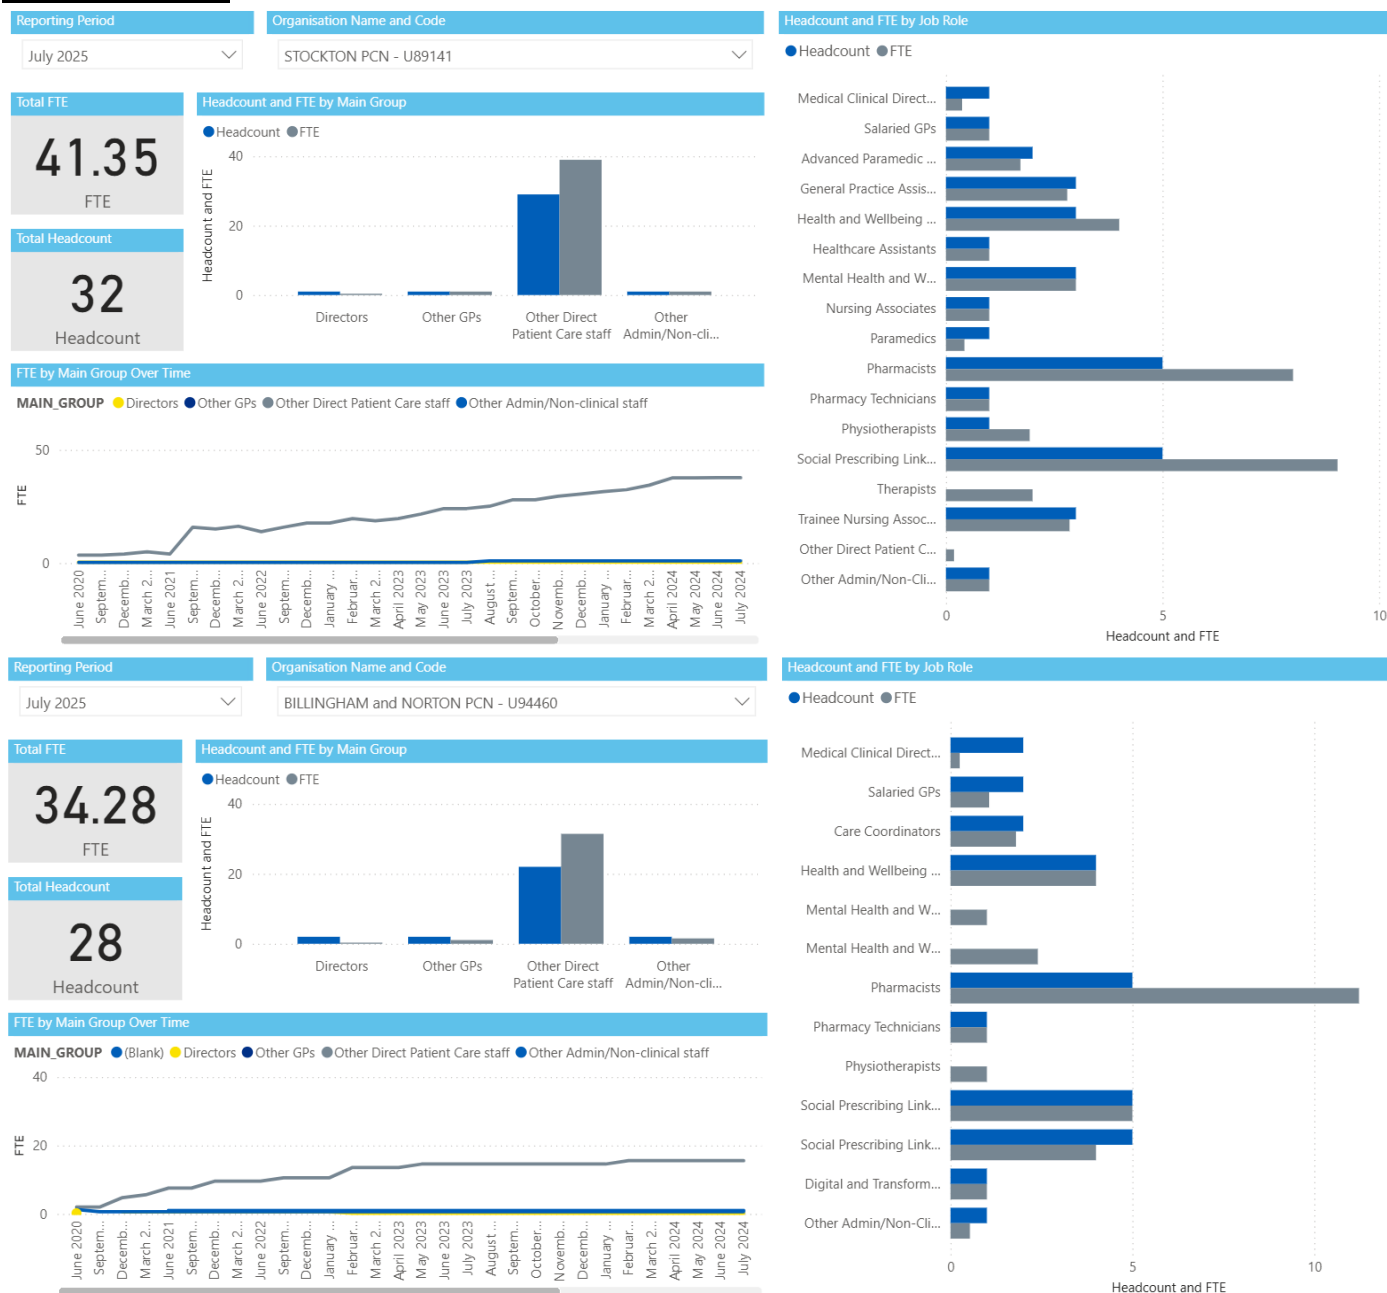 Reporting Period
Organisation Name and Code
July 2025
STOCKTON PCN - U89141
Total FTE
41.35
FTE
Total Headcount
32
Headcount
Headcount and FTE by Main Group
Headcount FTE
Headcount and FTE
40
20
0
Directors
Other GPs
Other Direct Patient Care staff
Other Admin/Non-cli...
FTE by Main Group Over Time
MAIN_GROUP Directors Other GPs Other Direct Patient Care staff Other Admin/Non-clinical staff
FTE
50
0
June 2020
Septem...
Decemb...
March 2...
June 2021
Septem...
Decemb...
March 2...
June 2022
Septem...
Decemb...
January ...
Februar...
March 2...
April 2023
May 2023
June 2023
July 2023
August ...
Septem...
October...
Novemb...
Decemb...
January ...
Februar...
March 2...
April 2024
May 2024
June 2024
July 2024
Headcount and FTE by Job Role
Headcount FTE
Medical Clinical Direct...
Salaried GPs
Advanced Paramedic ...
General Practice Assis...
Health and Wellbeing ...
Healthcare Assistants
Mental Health and W...
Nursing Associates
Paramedics
Pharmacists
Pharmacy Technicians
Physiotherapists
Social Prescribing Link...
Therapists
Trainee Nursing Assoc...
Other Direct Patient C...
Other Admin/Non-Cli...
0 5 10
Headcount and FTE
Reporting Period
Organisation Name and Code
July 2025
BILLINGHAM and NORTON PCN - U94460
Total FTE
34.28
FTE
Total Headcount
28
Headcount
Headcount and FTE by Main Group
Headcount FTE
Headcount and FTE
40
20
0
Directors
Other GPs
Other Direct Patient Care staff
Other Admin/Non-cli...
FTE by Main Group Over Time
MAIN_GROUP (Blank) Directors Other GPs Other Direct Patient Care staff Other Admin/Non-clinical staff
FTE
40
20
0
June 2020
Septem...
Decemb...
March 2...
June 2021
Septem...
Decemb...
March 2...
June 2022
Septem...
Decemb...
January ...
Februar...
March 2...
April 2023
May 2023
June 2023
July 2023
August ...
Septem...
October...
Novemb...
Decemb...
January ...
Februar...
March 2...
April 2024
May 2024
June 2024
July 2024
Headcount and FTE by Job Role
Headcount FTE
Medical Clinical Direct...
Salaried GPs
Care Coordinators
Health and Wellbeing ...
Mental Health and W...
Mental Health and W...
Pharmacists
Pharmacy Technicians
Physiotherapists
Social Prescribing Link...
Social Prescribing Link...
Digital and Transform...
Other Admin/Non-Cli...
0 5 10
Headcount and FTE